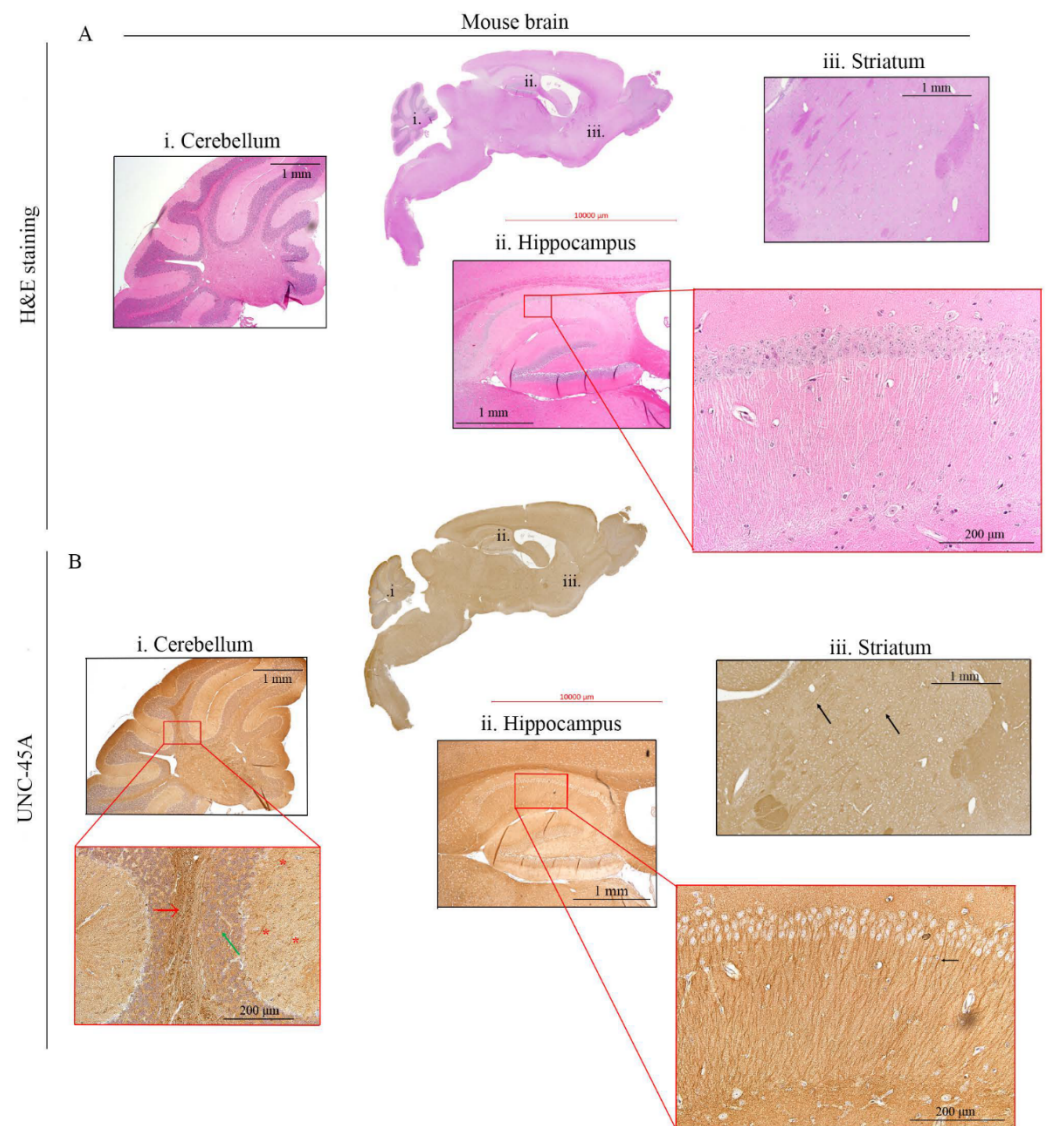 Mouse brain
A
H&E staining
i. Cerebellum
1 mm
i.
ii.
iii.
10000 µm
iii. Striatum
1 mm
ii. Hippocampus
1 mm
200 µm
B
UNC-45A
i. Cerebellum
1 mm
200 µm
.i
ii.
iii.
10000 µm
ii. Hippocampus
1 mm
iii. Striatum
1 mm
200 µm